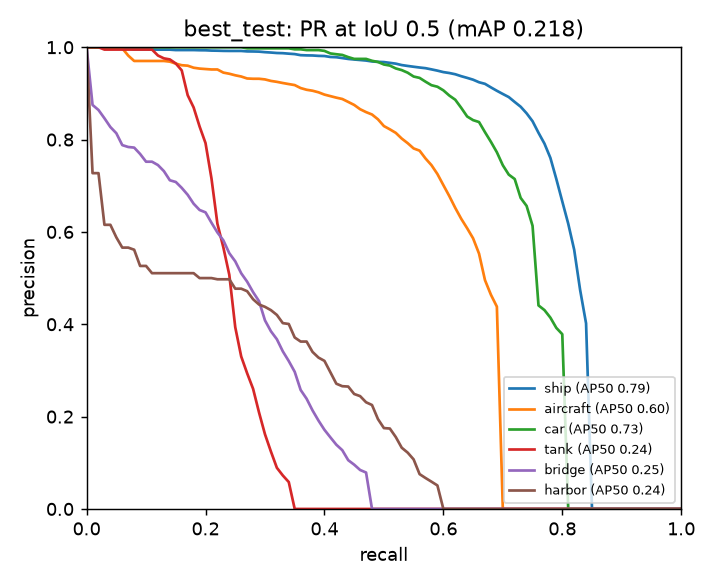 best_test: PR at IoU 0.5 (mAP 0.218)
1.0
0.8
0.6
0.4
0.2
0.0
precision
ship (AP50 0.79)
aircraft (AP50 0.60)
car (AP50 0.73)
tank (AP50 0.24)
bridge (AP50 0.25)
harbor (AP50 0.24)
0.0 0.2 0.4 0.6 0.8 1.0
recall